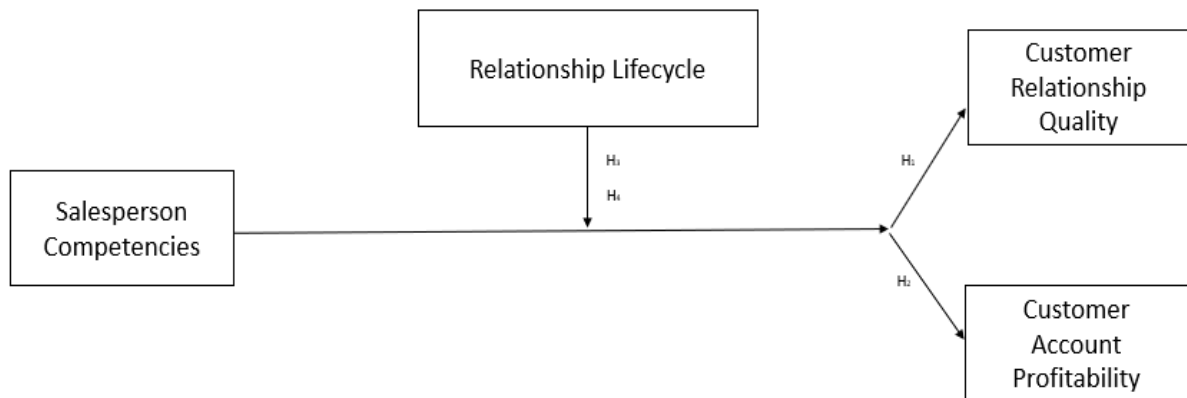 Relationship Lifecycle
Customer
Relationship
Quality
H₃
H₁
H₄
Salesperson
Competencies
H₂
Customer
Account
Profitability